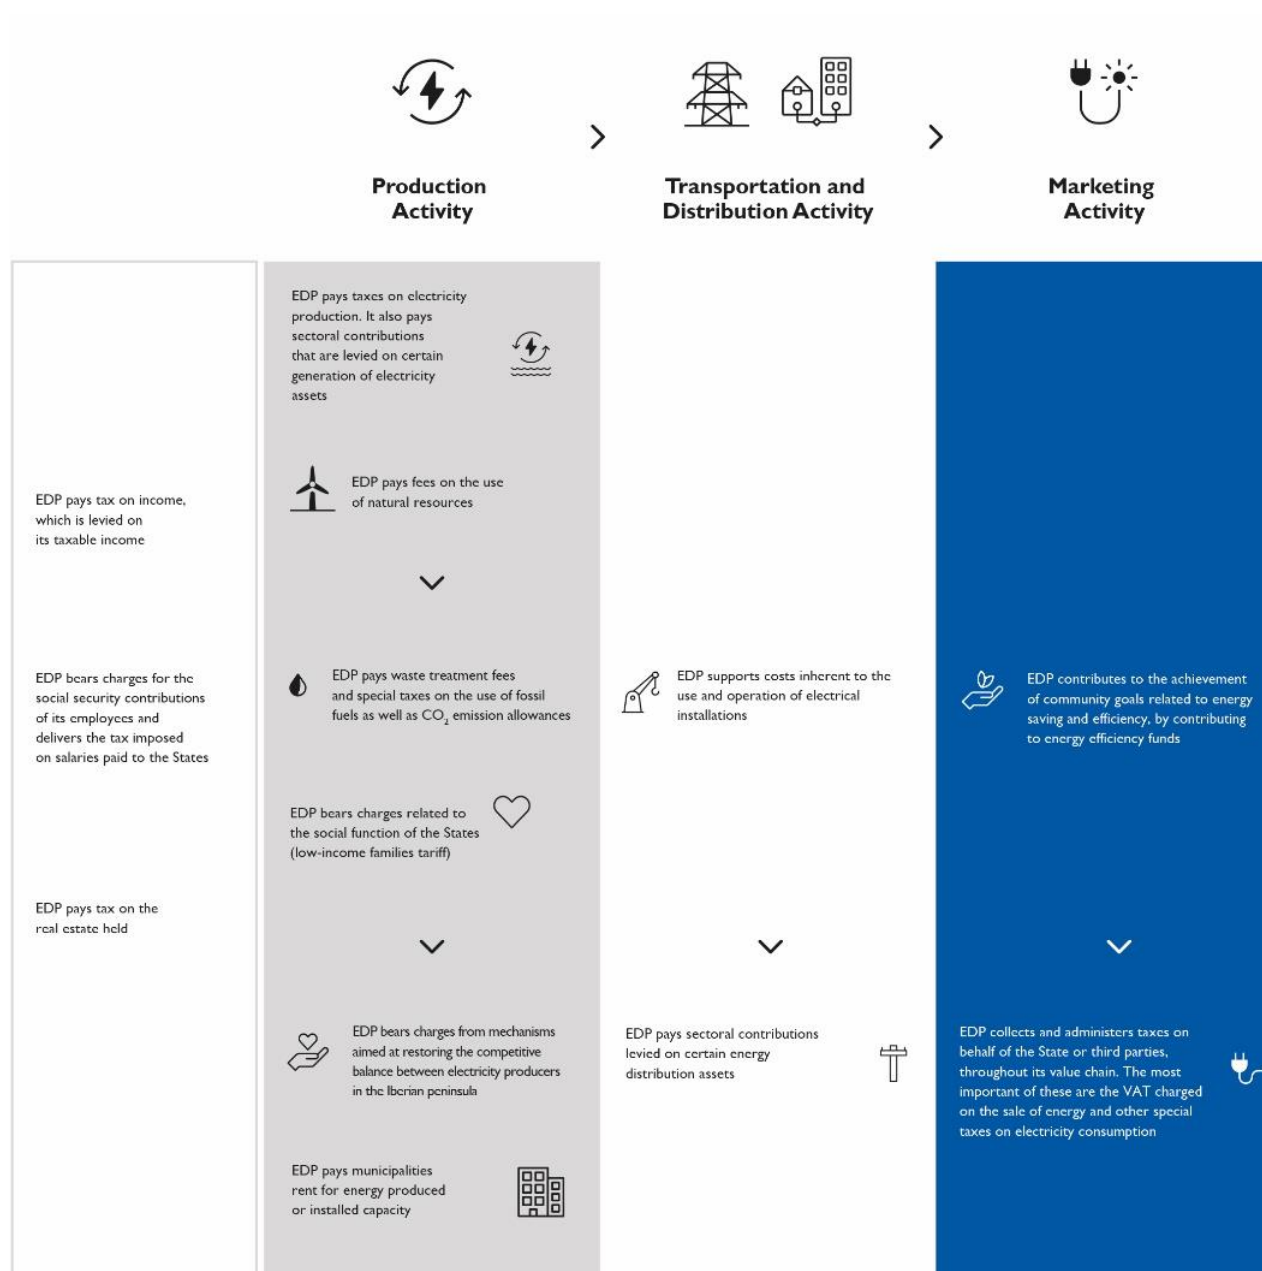 Production
Activity
Transportation and
Distribution Activity
Marketing
Activity
EDP pays tax on income,
which is levied on
its taxable income
EDP bears charges for the
social security contributions
of its employees and
delivers the tax imposed
on salaries paid to the States
EDP pays tax on the
real estate held
EDP pays taxes on electricity
production. It also pays
sectoral contributions
that are levied on certain
generation of electricity
assets
EDP pays fees on the use
of natural resources
EDP pays waste treatment fees
and special taxes on the use of fossil
fuels as well as CO₂ emission allowances
EDP bears charges related to
the social function of the States
(low-income families tariff)
EDP bears charges from mechanisms
aimed at restoring the competitive
balance between electricity producers
in the Iberian peninsula
EDP pays municipalities
rent for energy produced
or installed capacity
EDP supports costs inherent to the
use and operation of electrical
installations
EDP pays sectoral contributions
levied on certain energy
distribution assets
EDP contributes to the achievement
of community goals related to energy
saving and efficiency, by contributing
to energy efficiency funds
EDP collects and administers taxes on
behalf of the State or third parties,
throughout its value chain. The most
important of these are the VAT charged
on the sale of energy and other special
taxes on electricity consumption